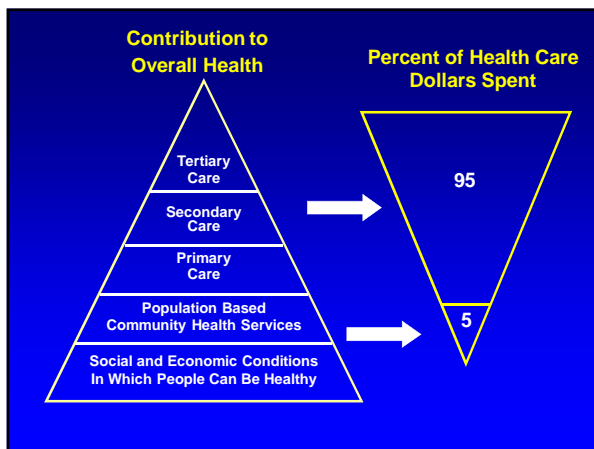 Contribution to
Overall Health
Percent of Health Care
Dollars Spent
Tertiary
Care
95
Secondary
Care
Primary
Care
Population Based
Community Health Services
5
Social and Economic Conditions
In Which People Can Be Healthy